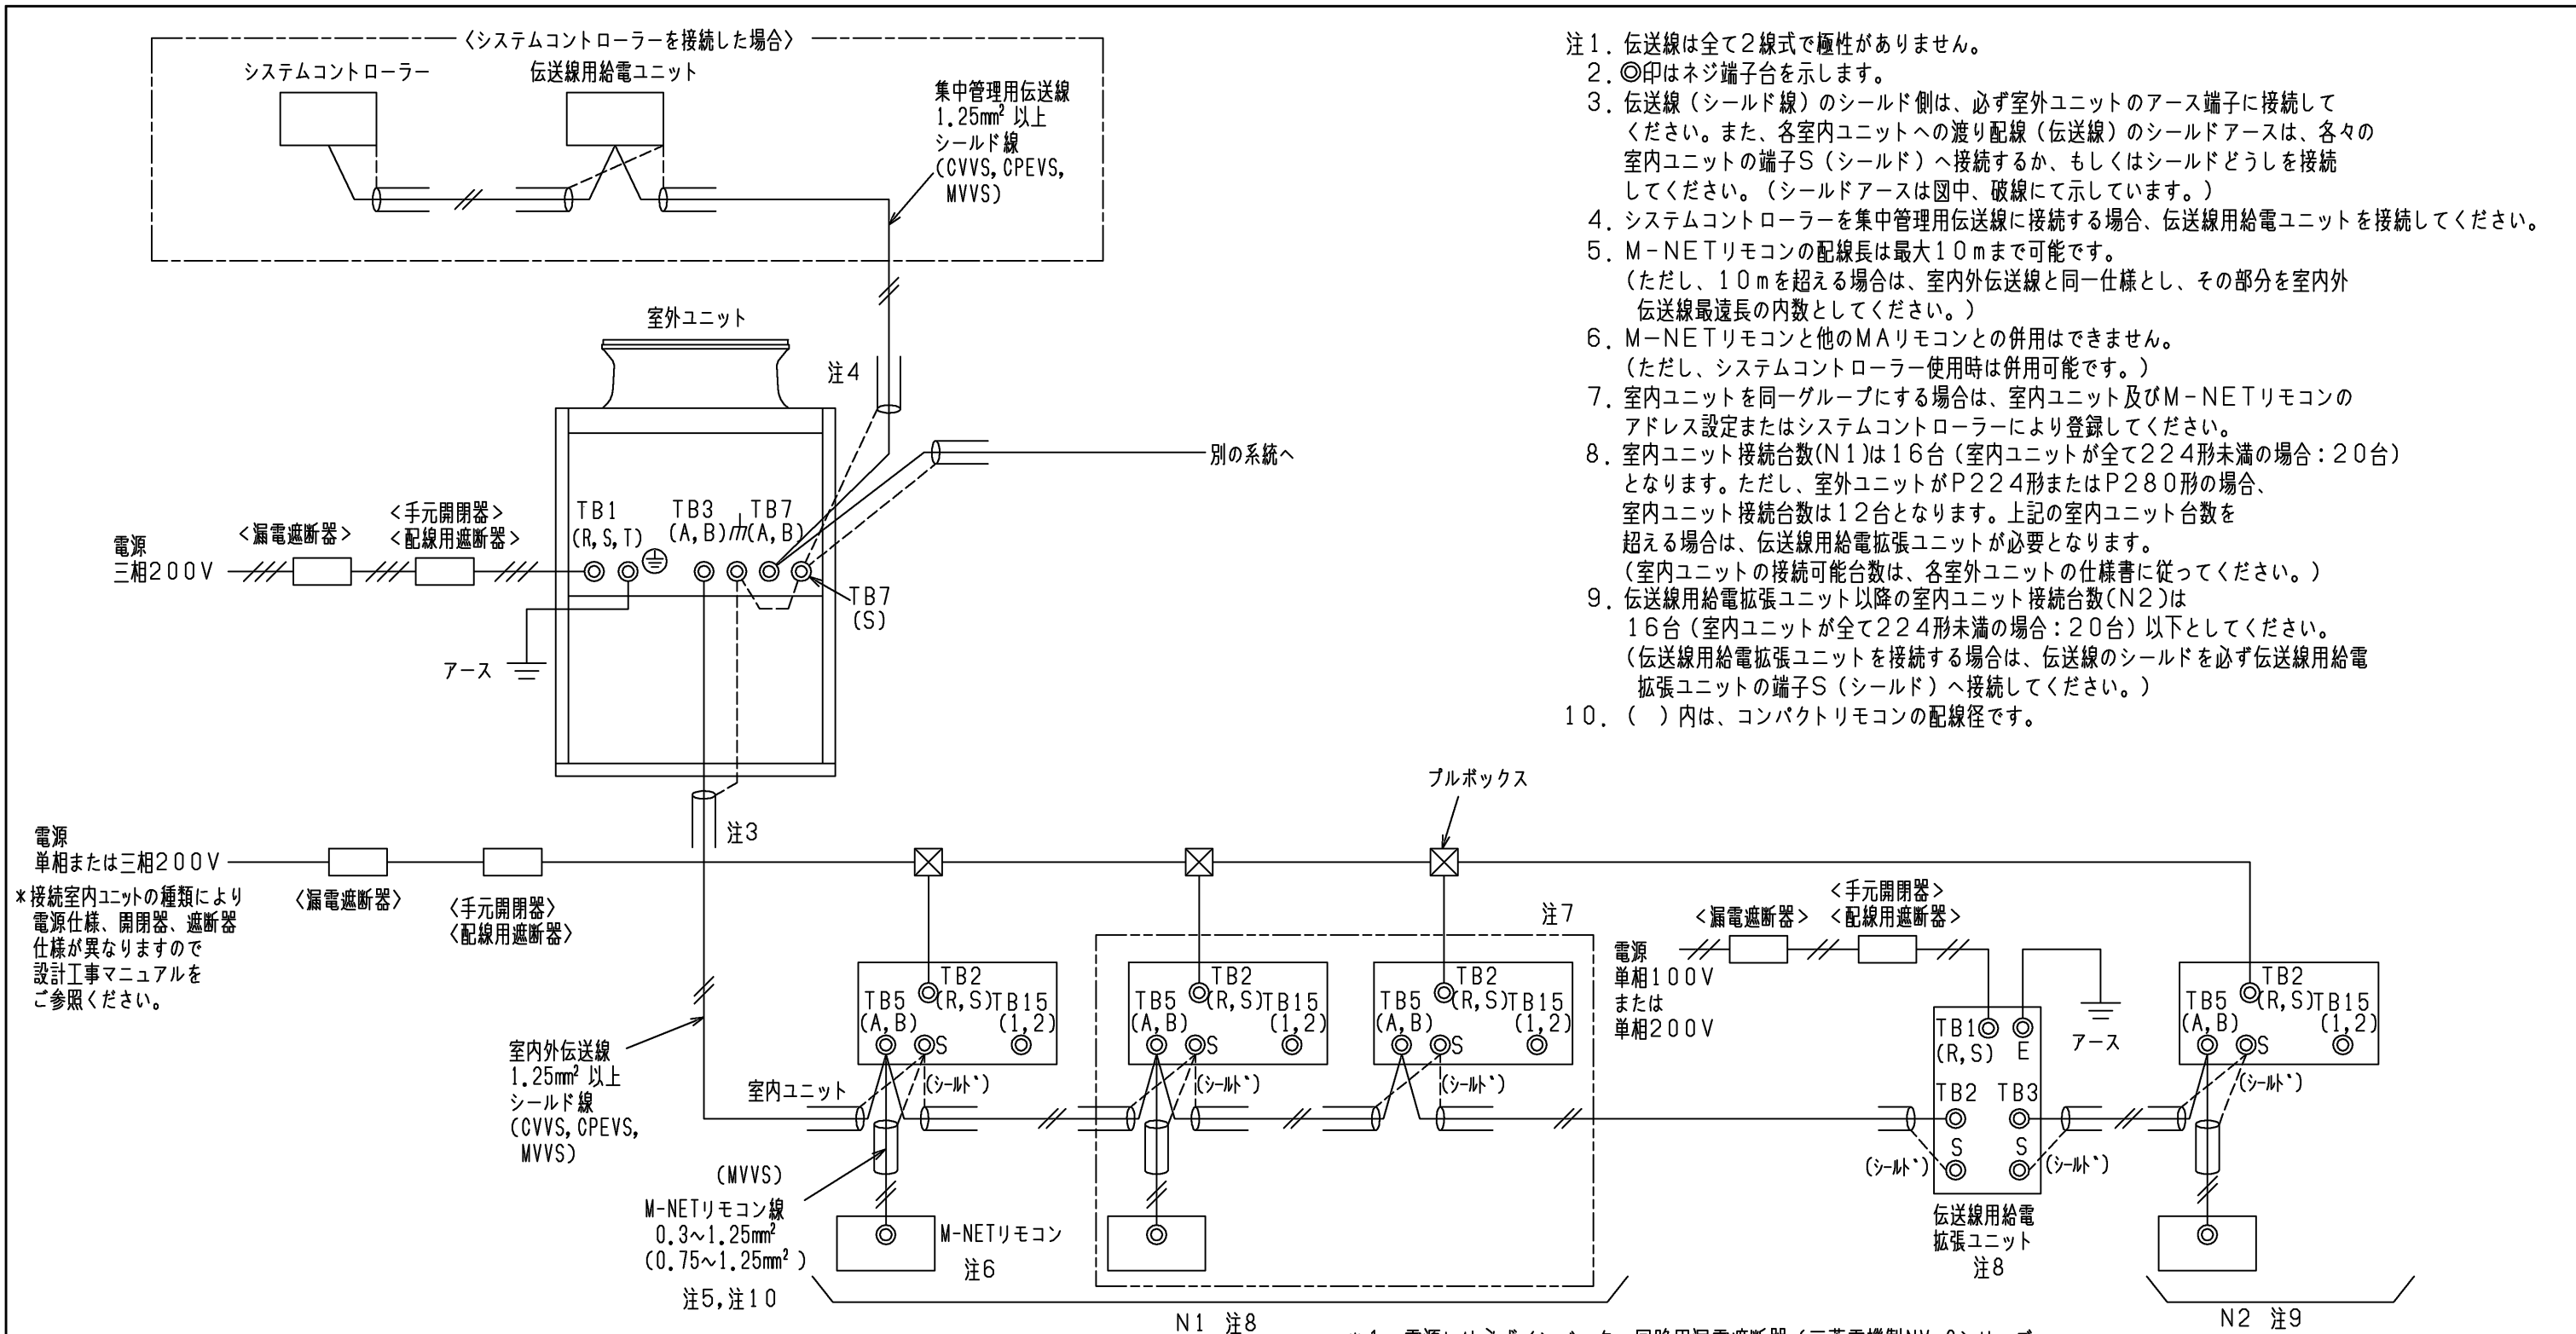 〈システムコントローラーを接続した場合〉
システムコントローラー
伝送線用給電ユニット
集中管理用伝送線
1.25mm² 以上
シールド線
(CVVS,CPEVS,
MVVS)
室外ユニット
注4
別の系統へ
電源
三相200V
<漏電遮断器>
<手元開閉器>
<配線用遮断器>
TB1
(R,S,T)
TB3
(A,B)
TB7
(A,B)
TB7
(S)
アース
注3
注1. 伝送線は全て2線式で極性がありません。
2. ◎印はネジ端子台を示します。
3. 伝送線（シールド線）のシールド側は、必ず室外ユニットのアース端子に接続して
ください。また、各室内ユニットへの渡り配線（伝送線）のシールドアースは、各々の
室内ユニットの端子S（シールド）へ接続するか、もしくはシールドどうしを接続
してください。（シールドアースは図中、破線にて示しています。）
4. システムコントローラーを集中管理用伝送線に接続する場合、伝送線用給電ユニットを接続してください。
5. M-NETリモコンの配線長は最大10mまで可能です。
（ただし、10mを超える場合は、室内外伝送線と同一仕様とし、その部分を室内外
伝送線最遠長の内数としてください。）
6. M-NETリモコンと他のMAリモコンとの併用はできません。
（ただし、システムコントローラー使用時は併用可能です。）
7. 室内ユニットを同一グループにする場合は、室内ユニット及びM-NETリモコンの
アドレス設定またはシステムコントローラーにより登録してください。
8. 室内ユニット接続台数(N1)は16台（室内ユニットが全て224形未満の場合：20台）
となります。ただし、室外ユニットがP224形またはP280形の場合、
室内ユニット接続台数は12台となります。上記の室内ユニット台数を
超える場合は、伝送線用給電拡張ユニットが必要となります。
（室内ユニットの接続可能台数は、各室外ユニットの仕様書に従ってください。）
9. 伝送線用給電拡張ユニット以降の室内ユニット接続台数(N2)は
16台（室内ユニットが全て224形未満の場合：20台）以下としてください。
（伝送線用給電拡張ユニットを接続する場合は、伝送線のシールドを必ず伝送線用給電
拡張ユニットの端子S（シールド）へ接続してください。）
10. （　）内は、コンパクトリモコンの配線径です。
プルボックス
電源
単相または三相200V
*接続室内ユニットの種類により
電源仕様、開閉器、遮断器
仕様が異なりますので
設計工事マニュアルを
ご参照ください。
〈漏電遮断器〉
〈手元開閉器〉
〈配線用遮断器〉
室内外伝送線
1.25mm² 以上
シールド線
(CVVS,CPEVS,
MVVS)
室内ユニット
TB2
(R,S)
TB5
(A,B)
TB15
(1,2)
S
(シールド)
TB2
(R,S)
TB5
(A,B)
TB15
(1,2)
S
(シールド)
TB2
(R,S)
TB5
(A,B)
TB15
(1,2)
S
(シールド)
注7
(MVVS)
M-NETリモコン線
0.3~1.25mm²
(0.75~1.25mm² )
注5,注10
M-NETリモコン
注6
N1 注8
電源
単相100V
または
単相200V
<漏電遮断器>
<手元開閉器>
<配線用遮断器>
アース
TB1
(R,S)
E
TB2
TB3
S
S
(シールド)
(シールド)
伝送線用給電
拡張ユニット
注8
TB2
(R,S)
TB5
(A,B)
TB15
(1,2)
S
(シールド)
N2 注9